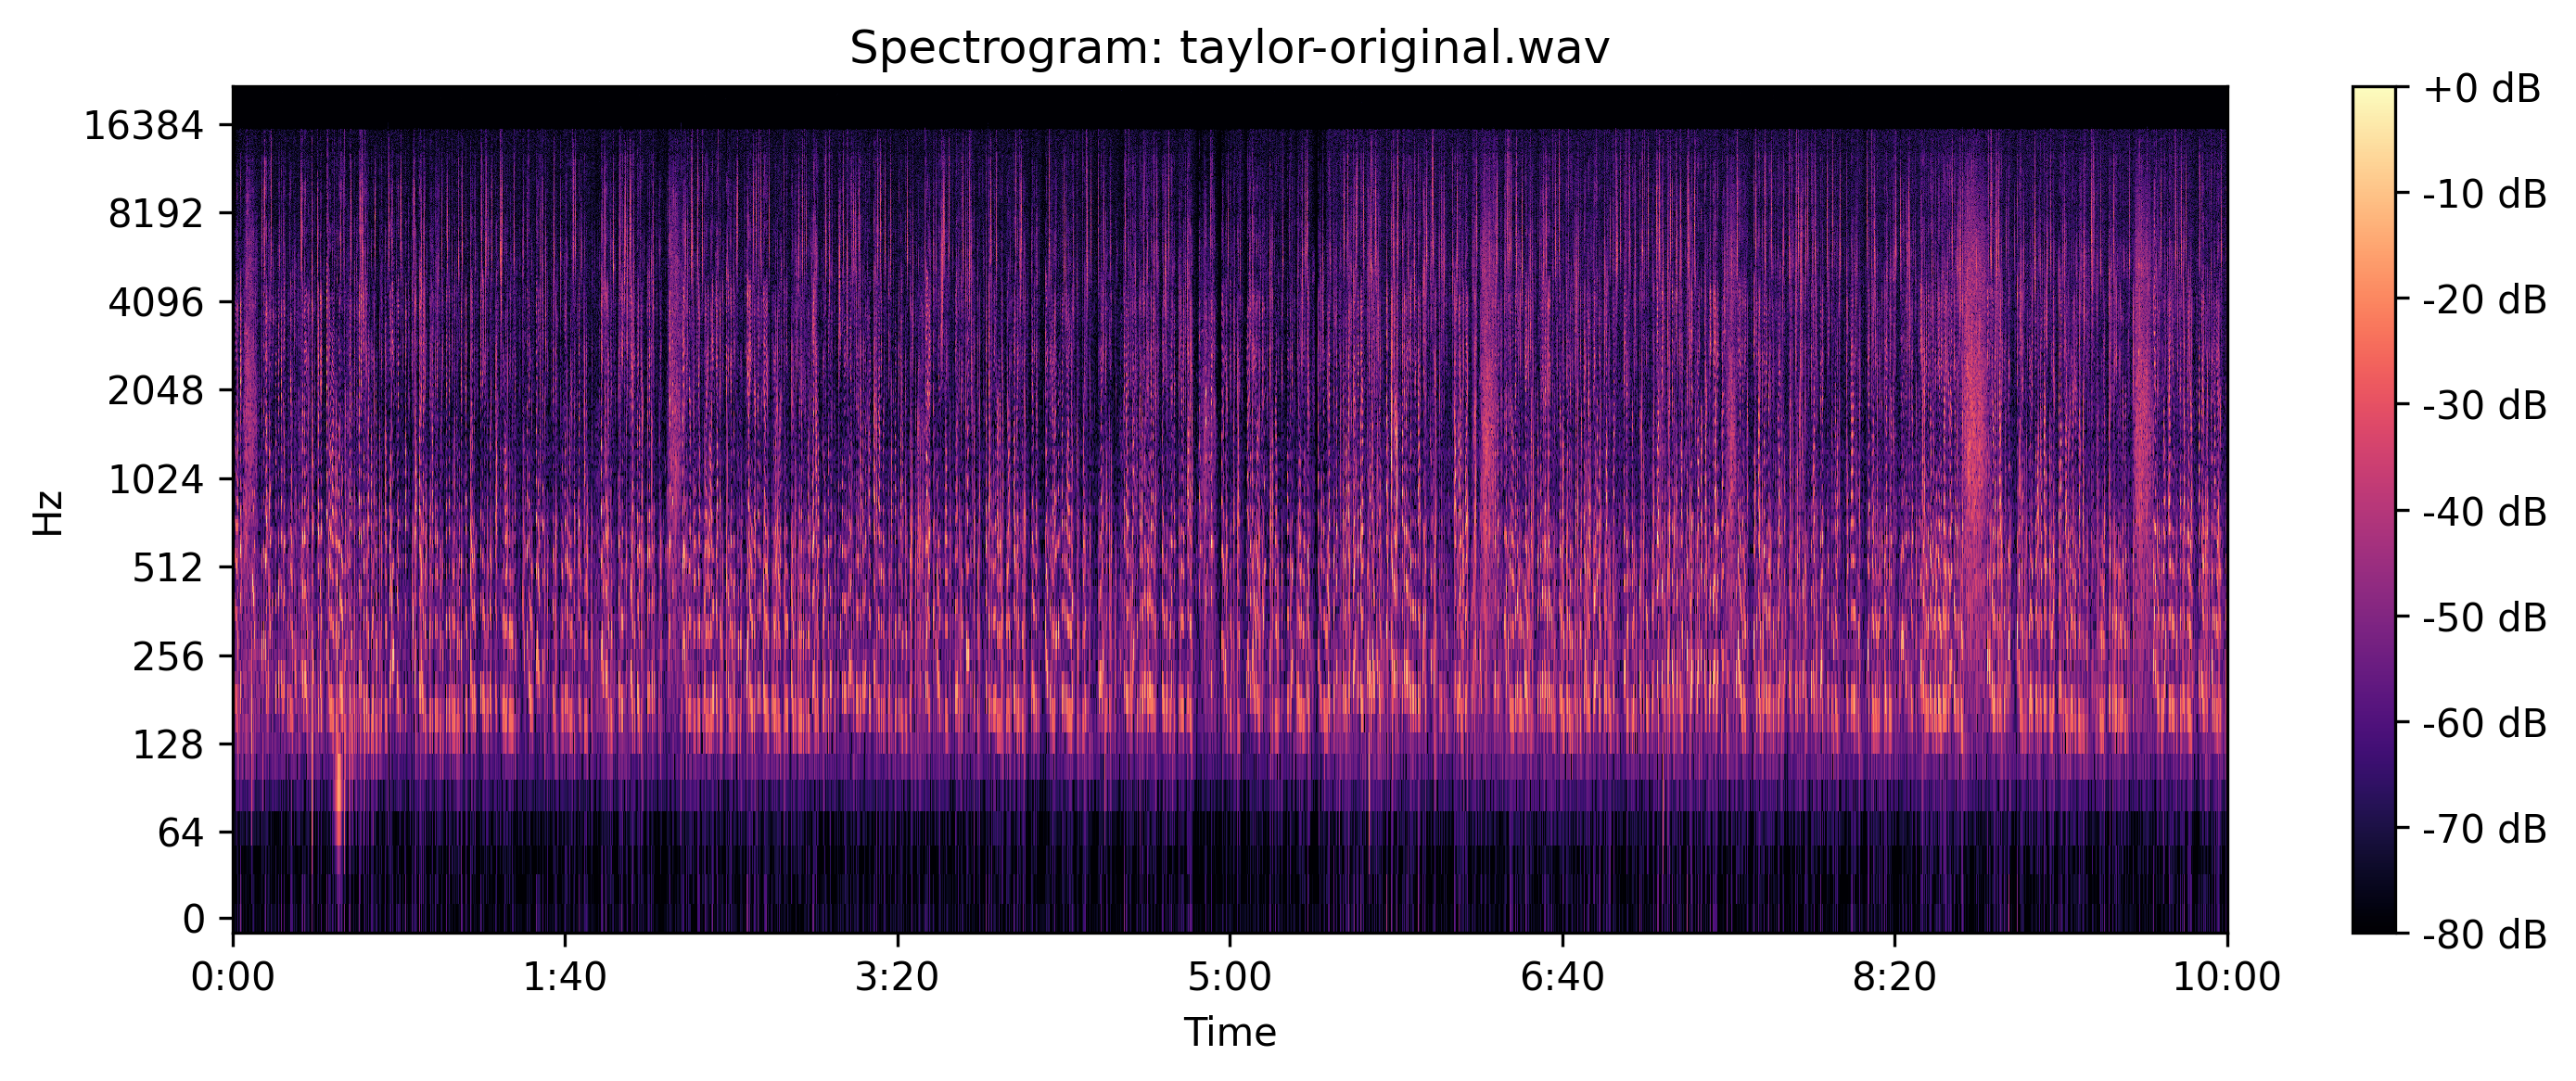 Spectrogram: taylor-original.wav
Hz
16384
8192
4096
2048
1024
512
256
128
64
0
0:00 1:40 3:20 5:00 6:40 8:20 10:00
Time
+0 dB
-10 dB
-20 dB
-30 dB
-40 dB
-50 dB
-60 dB
-70 dB
-80 dB